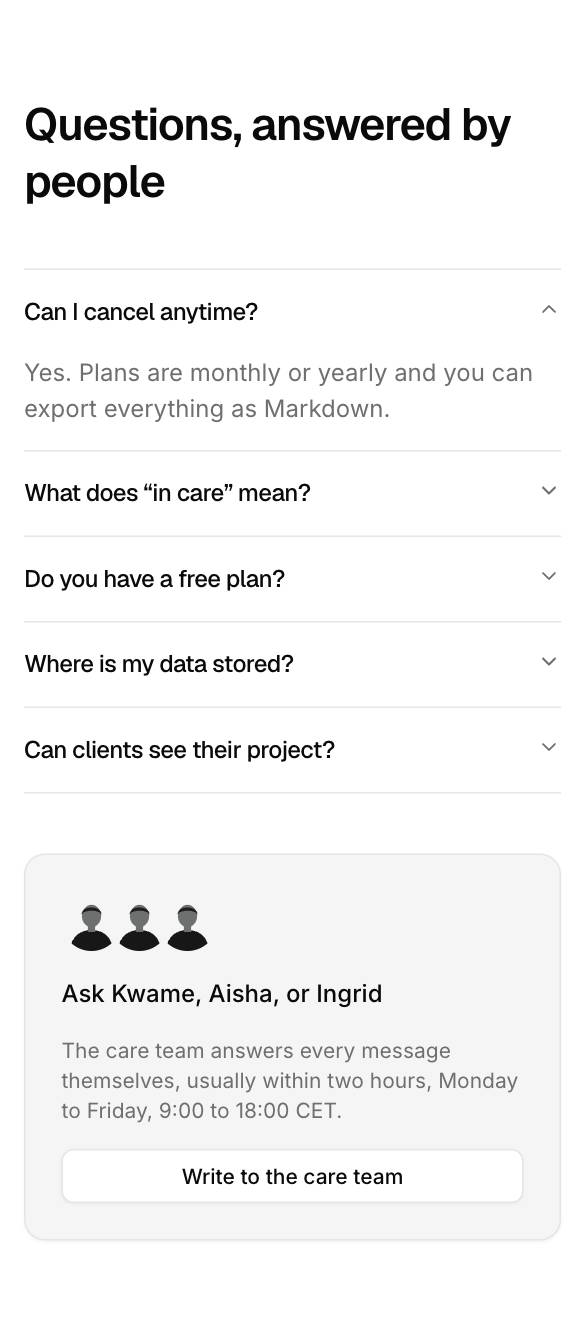 Questions, answered by
people
Can I cancel anytime?
Yes. Plans are monthly or yearly and you can
export everything as Markdown.
What does “in care” mean?
Do you have a free plan?
Where is my data stored?
Can clients see their project?
Ask Kwame, Aisha, or Ingrid
The care team answers every message
themselves, usually within two hours, Monday
to Friday, 9:00 to 18:00 CET.
Write to the care team